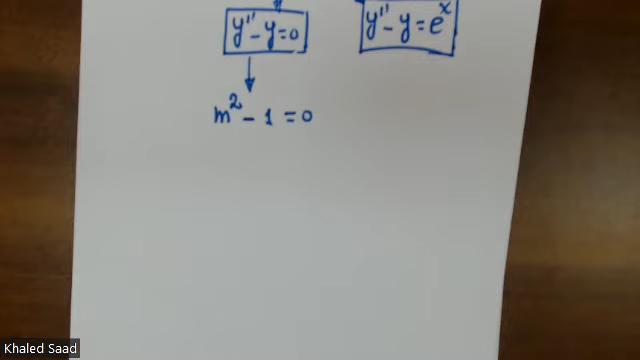 y'' - y = 0
y'' - y = e^x
m² - 1 = 0
Khaled Saad